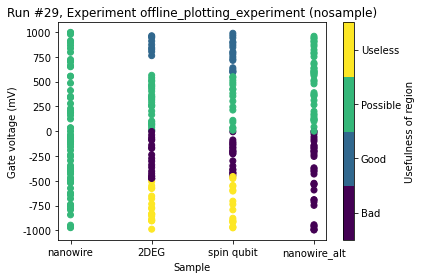 Run #29, Experiment offline_plotting_experiment (nosample)
1000
750
500
250
0
-250
-500
-750
-1000
Gate voltage (mV)
nanowire
2DEG
spin qubit
nanowire_alt
Sample
Useless
Possible
Good
Bad
Usefulness of region